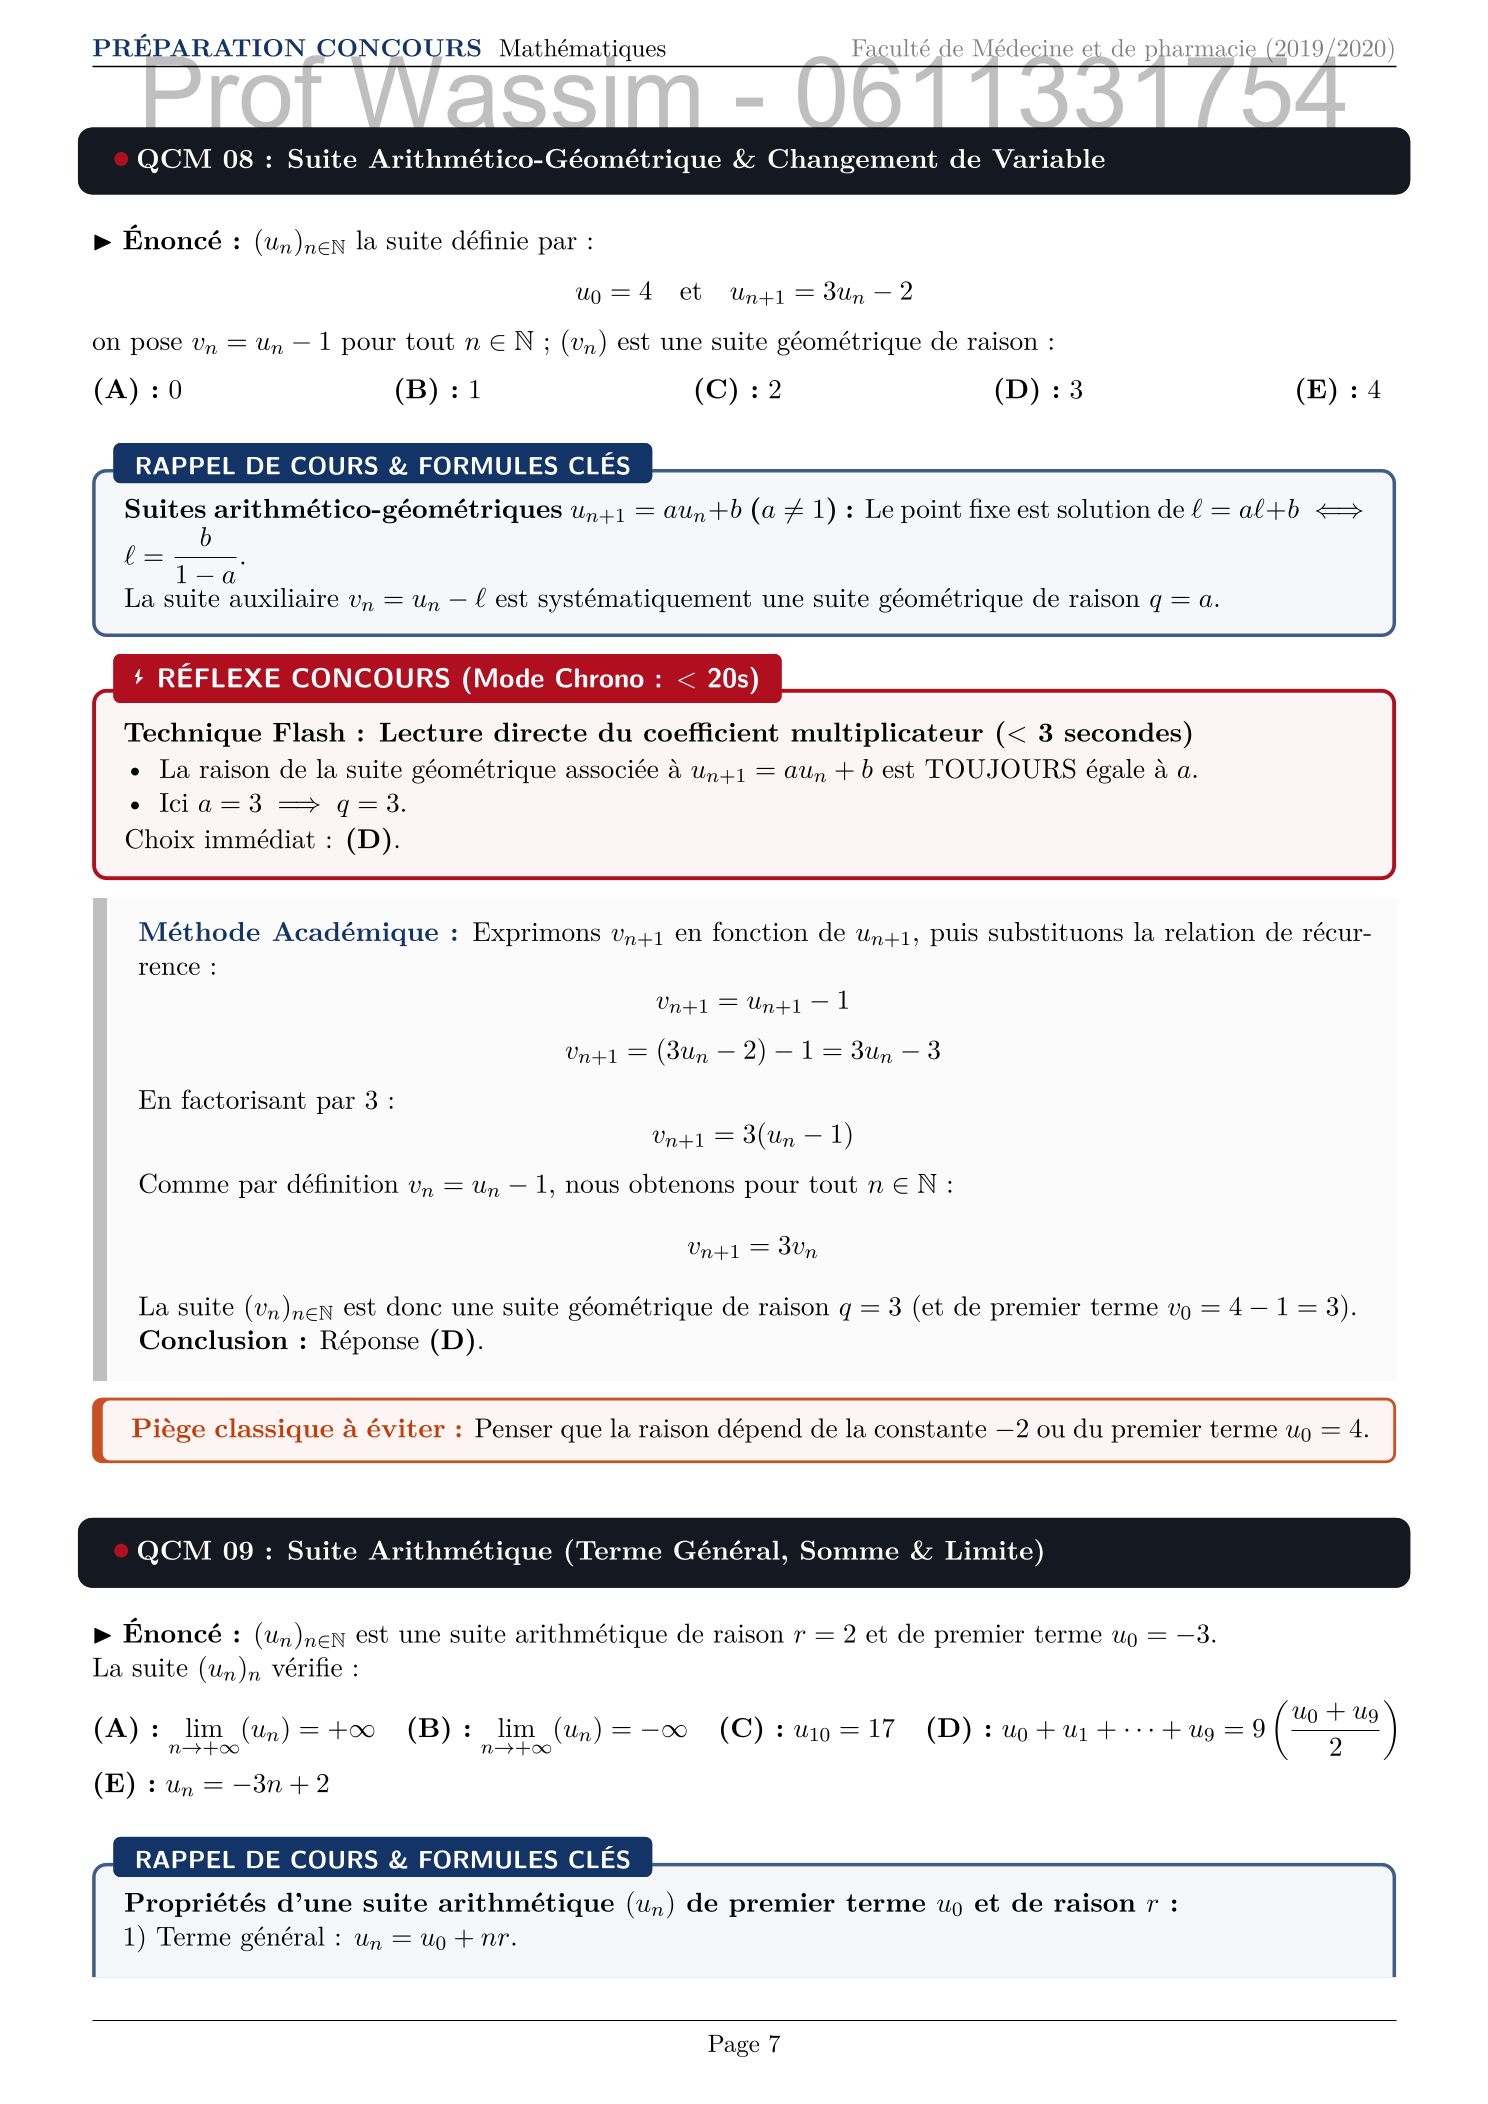 PRÉPARATION CONCOURS Mathématiques Faculté de Médecine et de pharmacie (2019/2020)
Prof Wassim - 0611331754
QCM 08 : Suite Arithmético-Géométrique & Changement de Variable
▶ Énoncé : (uₙ)ₙ∈ℕ la suite définie par :
u₀ = 4 et uₙ₊₁ = 3uₙ − 2
on pose vₙ = uₙ − 1 pour tout n ∈ ℕ ; (vₙ) est une suite géométrique de raison :
(A) : 0 (B) : 1 (C) : 2 (D) : 3 (E) : 4
RAPPEL DE COURS & FORMULES CLÉS
Suites arithmético-géométriques uₙ₊₁ = auₙ+b (a ≠ 1) : Le point fixe est solution de ℓ = aℓ+b ⟺
ℓ = b/(1 − a).
La suite auxiliaire vₙ = uₙ − ℓ est systématiquement une suite géométrique de raison q = a.
RÉFLEXE CONCOURS (Mode Chrono : < 20s)
Technique Flash : Lecture directe du coefficient multiplicateur (< 3 secondes)
• La raison de la suite géométrique associée à uₙ₊₁ = auₙ + b est TOUJOURS égale à a.
• Ici a = 3 ⟹ q = 3.
Choix immédiat : (D).
Méthode Académique : Exprimons vₙ₊₁ en fonction de uₙ₊₁, puis substituons la relation de récur-
rence :
vₙ₊₁ = uₙ₊₁ − 1
vₙ₊₁ = (3uₙ − 2) − 1 = 3uₙ − 3
En factorisant par 3 :
vₙ₊₁ = 3(uₙ − 1)
Comme par définition vₙ = uₙ − 1, nous obtenons pour tout n ∈ ℕ :
vₙ₊₁ = 3vₙ
La suite (vₙ)ₙ∈ℕ est donc une suite géométrique de raison q = 3 (et de premier terme v₀ = 4 − 1 = 3).
Conclusion : Réponse (D).
Piège classique à éviter : Penser que la raison dépend de la constante −2 ou du premier terme u₀ = 4.
QCM 09 : Suite Arithmétique (Terme Général, Somme & Limite)
▶ Énoncé : (uₙ)ₙ∈ℕ est une suite arithmétique de raison r = 2 et de premier terme u₀ = −3.
La suite (uₙ)ₙ vérifie :
(A) : lim n→+∞ (uₙ) = +∞ (B) : lim n→+∞ (uₙ) = −∞ (C) : u₁₀ = 17 (D) : u₀ + u₁ + ⋯ + u₉ = 9 ((u₀ + u₉)/2)
(E) : uₙ = −3n + 2
RAPPEL DE COURS & FORMULES CLÉS
Propriétés d'une suite arithmétique (uₙ) de premier terme u₀ et de raison r :
1) Terme général : uₙ = u₀ + nr.
Page 7